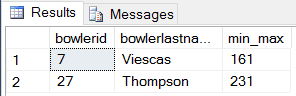 Results Messages
bowlerid bowlerlastna... min_max
1 7 Viescas 161
2 27 Thompson 231